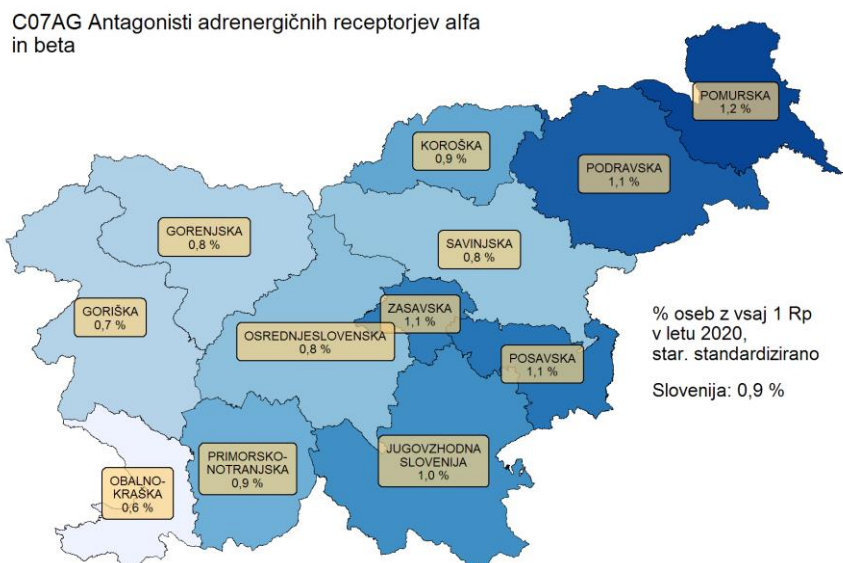 C07AG Antagonisti adrenergičnih receptorjev alfa
in beta
POMURSKA
1,2 %
KOROŠKA
0,9 %
PODRAVSKA
1,1 %
GORENJSKA
0,8 %
SAVINJSKA
0,8 %
GORIŠKA
0,7 %
ZASAVSKA
1,1 %
OSREDNJESLOVENSKA
0,8 %
POSAVSKA
1,1 %
% oseb z vsaj 1 Rp
v letu 2020,
star. standardizirano
Slovenija: 0,9 %
OBALNO-
KRAŠKA
0,6 %
PRIMORSKO-
NOTRANJSKA
0,9 %
JUGOVZHODNA
SLOVENIJA
1,0 %